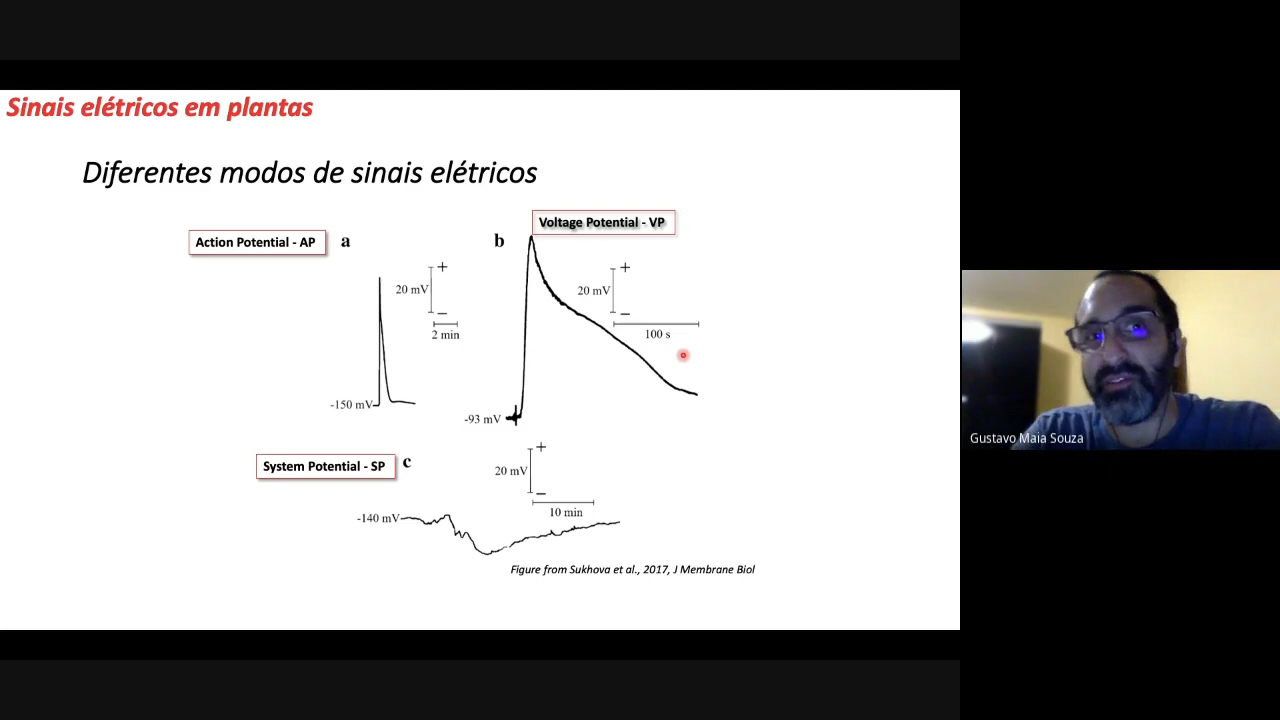 Sinais elétricos em plantas
Diferentes modos de sinais elétricos
Action Potential - AP
a
20 mV
+
–
2 min
-150 mV
b
Voltage Potential - VP
20 mV
+
–
100 s
-93 mV
System Potential - SP
c
20 mV
+
–
10 min
-140 mV
Figure from Sukhova et al., 2017, J Membrane Biol
Gustavo Maia Souza